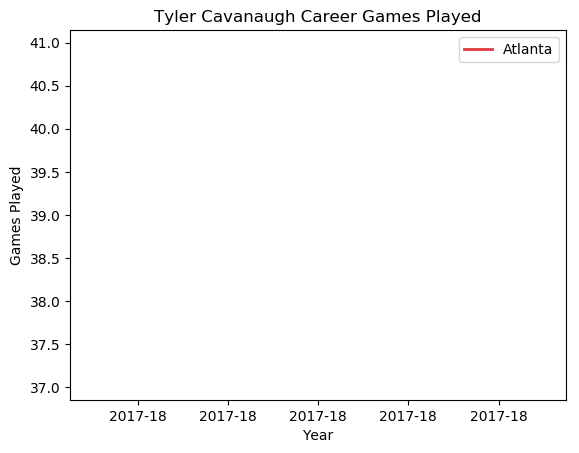 Tyler Cavanaugh Career Games Played
Atlanta
41.0
40.5
40.0
39.5
39.0
38.5
38.0
37.5
37.0
Games Played
2017-18 2017-18 2017-18 2017-18 2017-18
Year